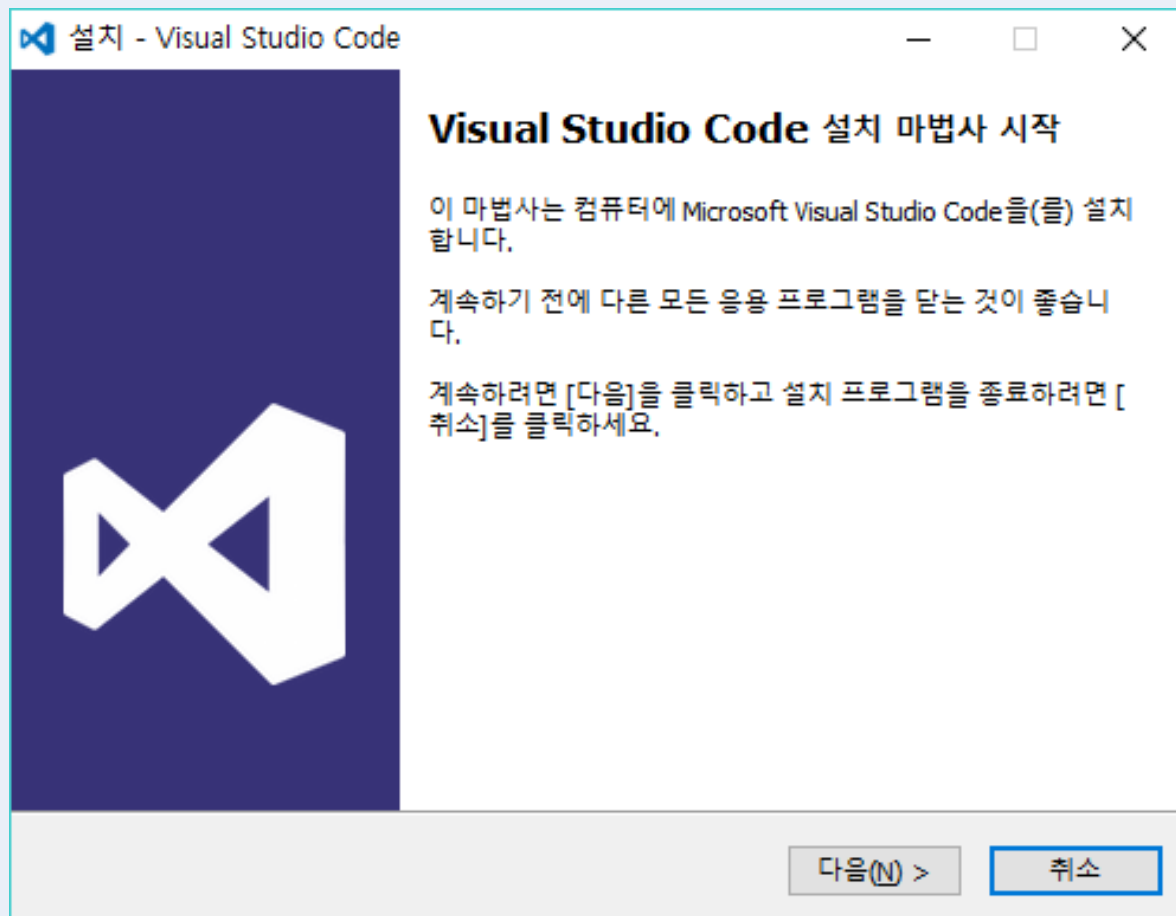 설치 - Visual Studio Code
Visual Studio Code 설치 마법사 시작
이 마법사는 컴퓨터에 Microsoft Visual Studio Code을(를) 설치
합니다.
계속하기 전에 다른 모든 응용 프로그램을 닫는 것이 좋습니
다.
계속하려면 [다음]을 클릭하고 설치 프로그램을 종료하려면 [
취소]를 클릭하세요.
다음(N) >
취소